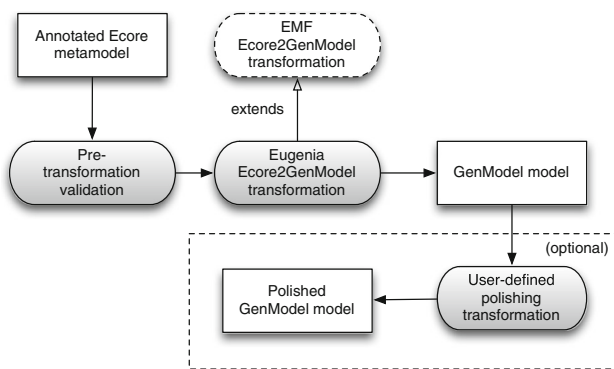 Annotated Ecore
metamodel
EMF
Ecore2GenModel
transformation
extends
Pre-
transformation
validation
Eugenia
Ecore2GenModel
transformation
GenModel model
(optional)
Polished
GenModel model
User-defined
polishing
transformation